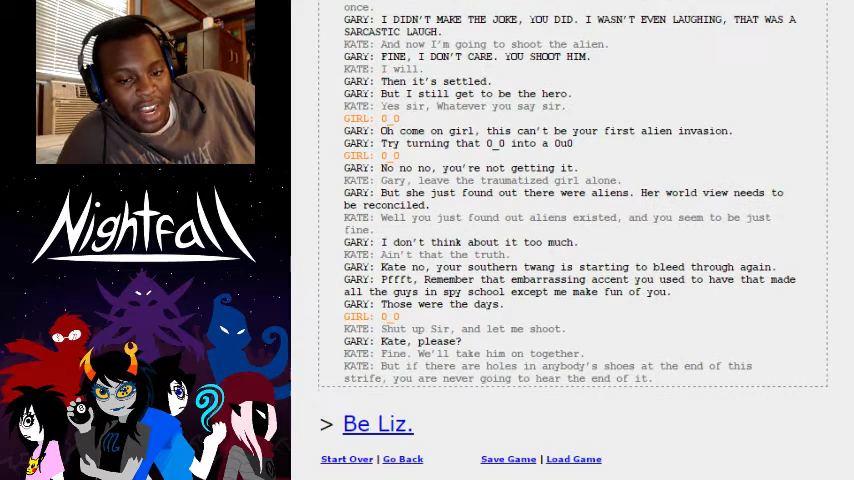 once.
GARY: I DIDN'T MAKE THE JOKE, YOU DID. I WASN'T EVEN LAUGHING, THAT WAS A
SARCASTIC LAUGH.
KATE: And now I'm going to shoot the alien.
GARY: FINE, I DON'T CARE. YOU SHOOT HIM.
KATE: I will.
GARY: Then it's settled.
GARY: But I still get to be the hero.
KATE: Yes sir, Whatever you say sir.
GIRL: 0_0
GARY: Oh come on girl, this can't be your first alien invasion.
GARY: Try turning that 0_0 into a 0u0
GIRL: 0_0
GARY: No no no, you're not getting it.
KATE: Gary, leave the traumatized girl alone.
GARY: But she just found out there were aliens. Her world view needs to
be reconciled.
KATE: Well you just found out aliens existed, and you seem to be just
fine.
GARY: I don't think about it too much.
KATE: Ain't that the truth.
GARY: Kate no, your southern twang is starting to bleed through again.
GARY: Pffft, Remember that embarrassing accent you used to have that made
all the guys in spy school except me make fun of you.
GARY: Those were the days.
GIRL: 0_0
KATE: Shut up Sir, and let me shoot.
GARY: Kate, please?
KATE: Fine. We'll take him on together.
KATE: But if there are holes in anybody's shoes at the end of this
strife, you are never going to hear the end of it.
> Be Liz.
Start Over | Go Back Save Game | Load Game
Nightfall
8